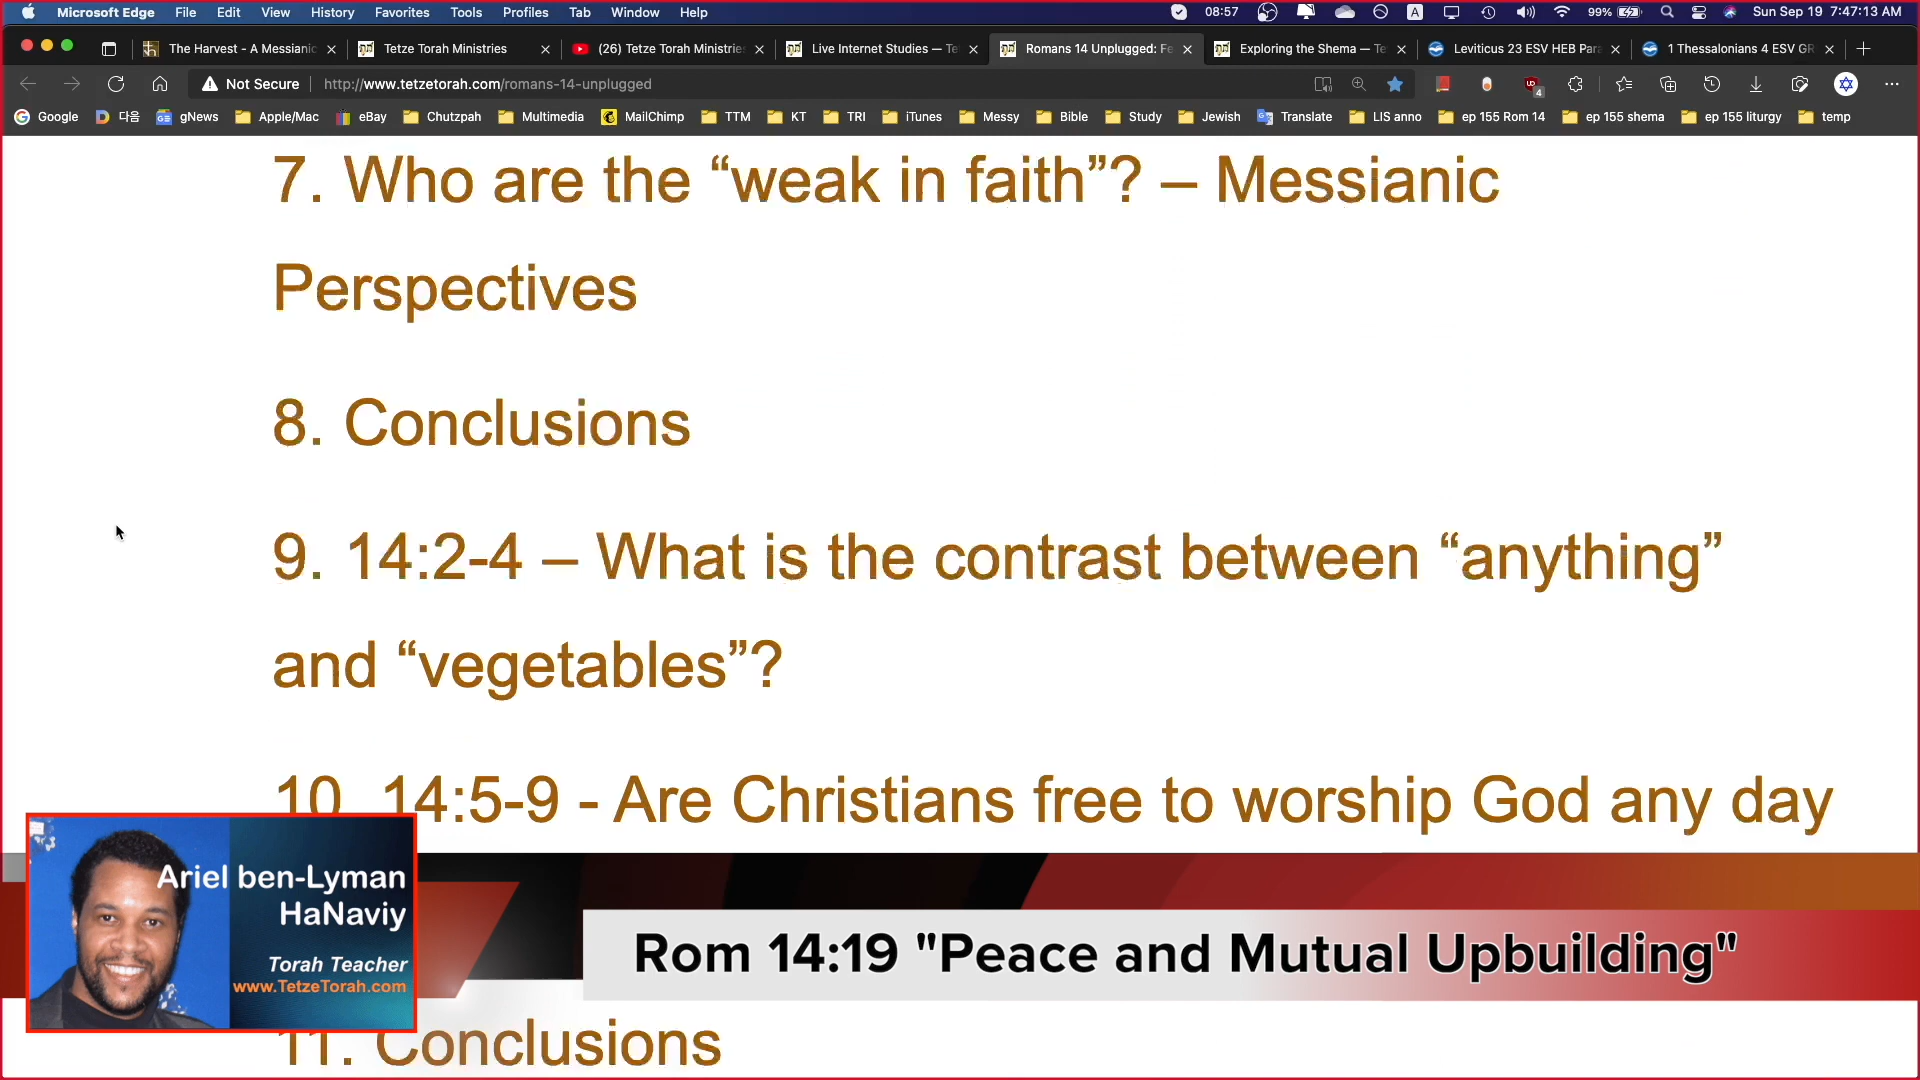 Microsoft Edge File Edit View History Favorites Tools Profiles Tab Window Help 08:57 A 99% Sun Sep 19 7:47:13 AM
The Harvest - A Messianic Tetze Torah Ministries (26) Tetze Torah Ministries Live Internet Studies — Te Romans 14 Unplugged: Fe Exploring the Shema — Te Leviticus 23 ESV HEB Para 1 Thessalonians 4 ESV GR
Not Secure http://www.tetzetorah.com/romans-14-unplugged 4
Google 다음 gNews Apple/Mac eBay Chutzpah Multimedia MailChimp TTM KT TRI iTunes Messy Bible Study Jewish Translate LIS anno ep 155 Rom 14 ep 155 shema ep 155 liturgy temp
7. Who are the “weak in faith”? – Messianic
Perspectives
8. Conclusions
9. 14:2-4 – What is the contrast between “anything”
and “vegetables”?
10. 14:5-9 - Are Christians free to worship God any day
Ariel ben-Lyman
HaNaviy
Torah Teacher
www.TetzeTorah.com
Rom 14:19 "Peace and Mutual Upbuilding"
11. Conclusions